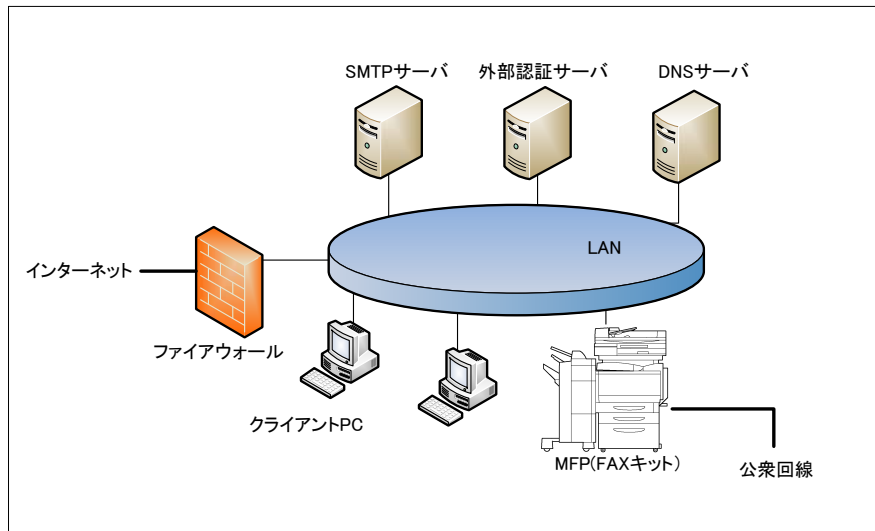 SMTPサーバ
外部認証サーバ
DNSサーバ
LAN
インターネット
ファイアウォール
クライアントPC
MFP(FAXキット)
公衆回線